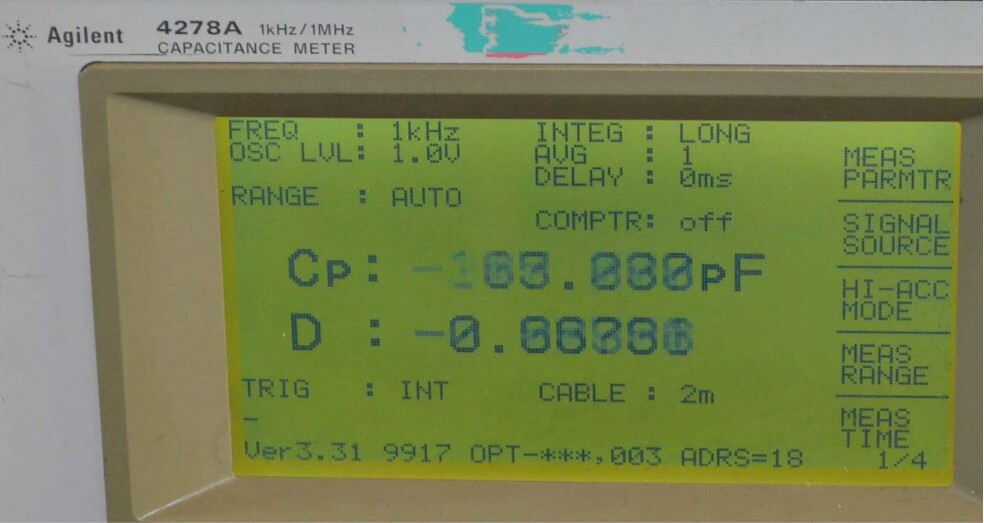 Agilent 4278A 1kHz/1MHz
CAPACITANCE METER
FREQ : 1kHz INTEG : LONG
OSC LVL: 1.0V AVG : 1
DELAY : 0ms
RANGE : AUTO
COMPTR: off
Cp: pF
D :
TRIG : INT CABLE : 2m
Ver3.31 9917 OPT-***,003 ADRS=18
MEAS
PARMTR
SIGNAL
SOURCE
HI-ACC
MODE
MEAS
RANGE
MEAS
TIME
1/4